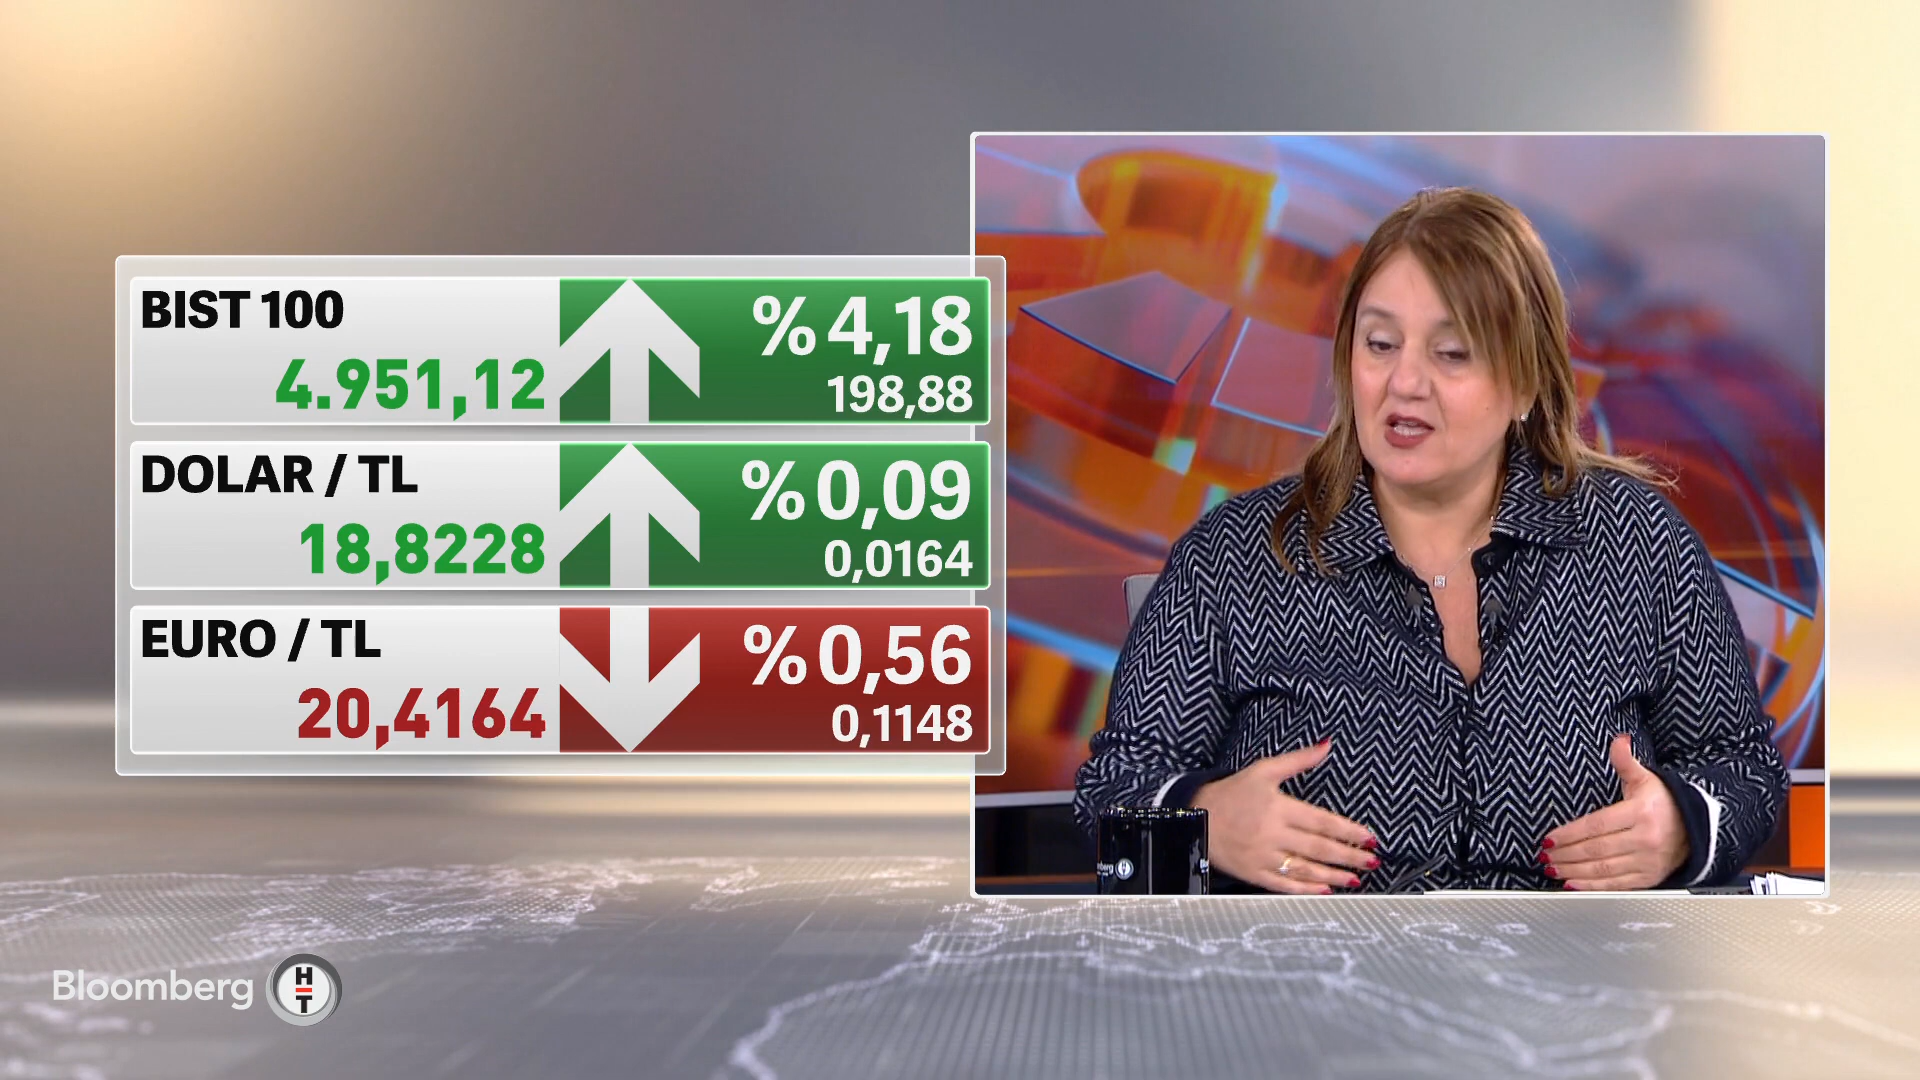 BIST 100
4.951,12
%4,18
198,88
DOLAR / TL
18,8228
%0,09
0,0164
EURO / TL
20,4164
%0,56
0,1148
Bloomberg HT